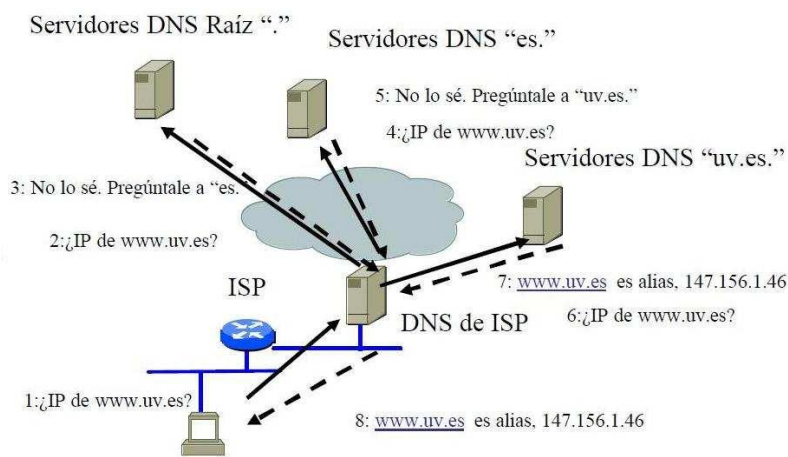 Servidores DNS Raíz “.”
Servidores DNS “es.”
5: No lo sé. Pregúntale a “uv.es.”
4:¿IP de www.uv.es?
Servidores DNS “uv.es.”
3: No lo sé. Pregúntale a “es.
2:¿IP de www.uv.es?
ISP
7: www.uv.es es alias, 147.156.1.46
DNS de ISP
6:¿IP de www.uv.es?
1:¿IP de www.uv.es?
8: www.uv.es es alias, 147.156.1.46